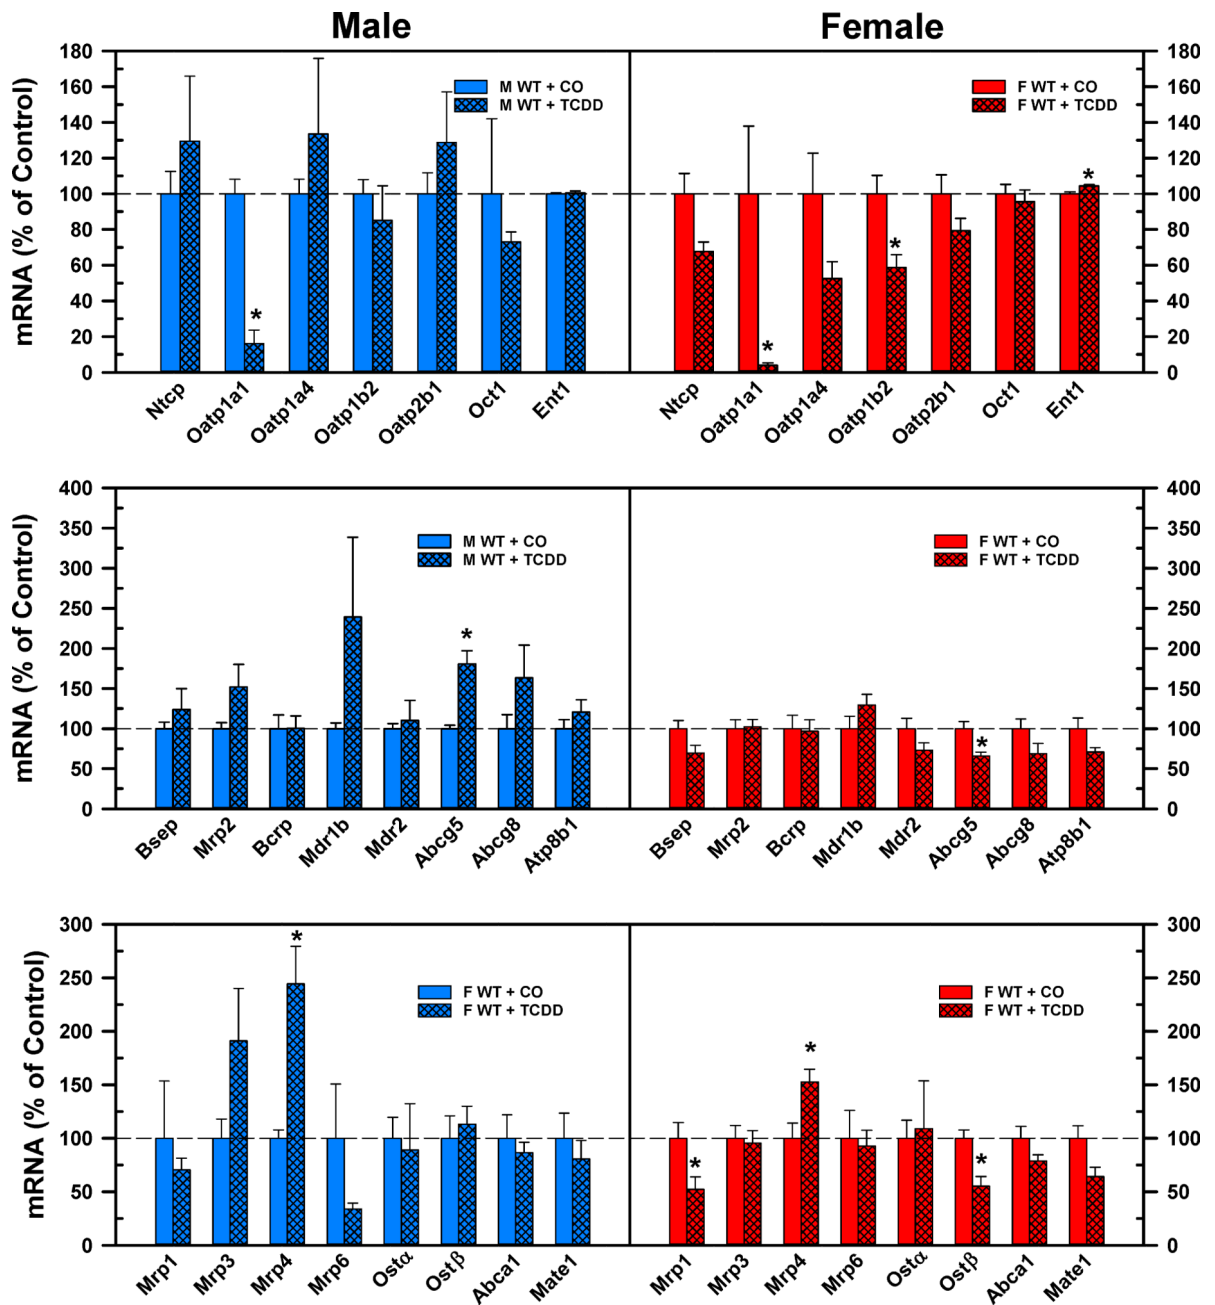 Male
Female
mRNA (% of Control)
180
160
140
120
100
80
60
40
20
0
M WT + CO
M WT + TCDD
*
Ntcp
Oatp1a1
Oatp1a4
Oatp1b2
Oatp2b1
Oct1
Ent1
F WT + CO
F WT + TCDD
*
*
*
Ntcp
Oatp1a1
Oatp1a4
Oatp1b2
Oatp2b1
Oct1
Ent1
180
160
140
120
100
80
60
40
20
0
mRNA (% of Control)
400
350
300
250
200
150
100
50
0
M WT + CO
M WT + TCDD
*
Bsep
Mrp2
Bcrp
Mdr1b
Mdr2
Abcg5
Abcg8
Atp8b1
F WT + CO
F WT + TCDD
*
Bsep
Mrp2
Bcrp
Mdr1b
Mdr2
Abcg5
Abcg8
Atp8b1
400
350
300
250
200
150
100
50
0
mRNA (% of Control)
300
250
200
150
100
50
0
F WT + CO
F WT + TCDD
*
Mrp1
Mrp3
Mrp4
Mrp6
Ostα
Ostβ
Abca1
Mate1
F WT + CO
F WT + TCDD
*
*
*
Mrp1
Mrp3
Mrp4
Mrp6
Ostα
Ostβ
Abca1
Mate1
300
250
200
150
100
50
0